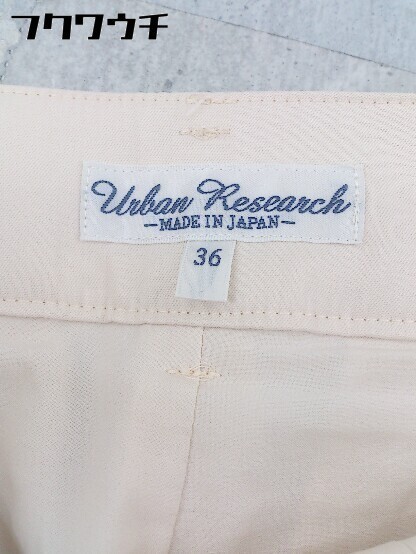 フクワウチ
Urban Research
-MADE IN JAPAN-
36